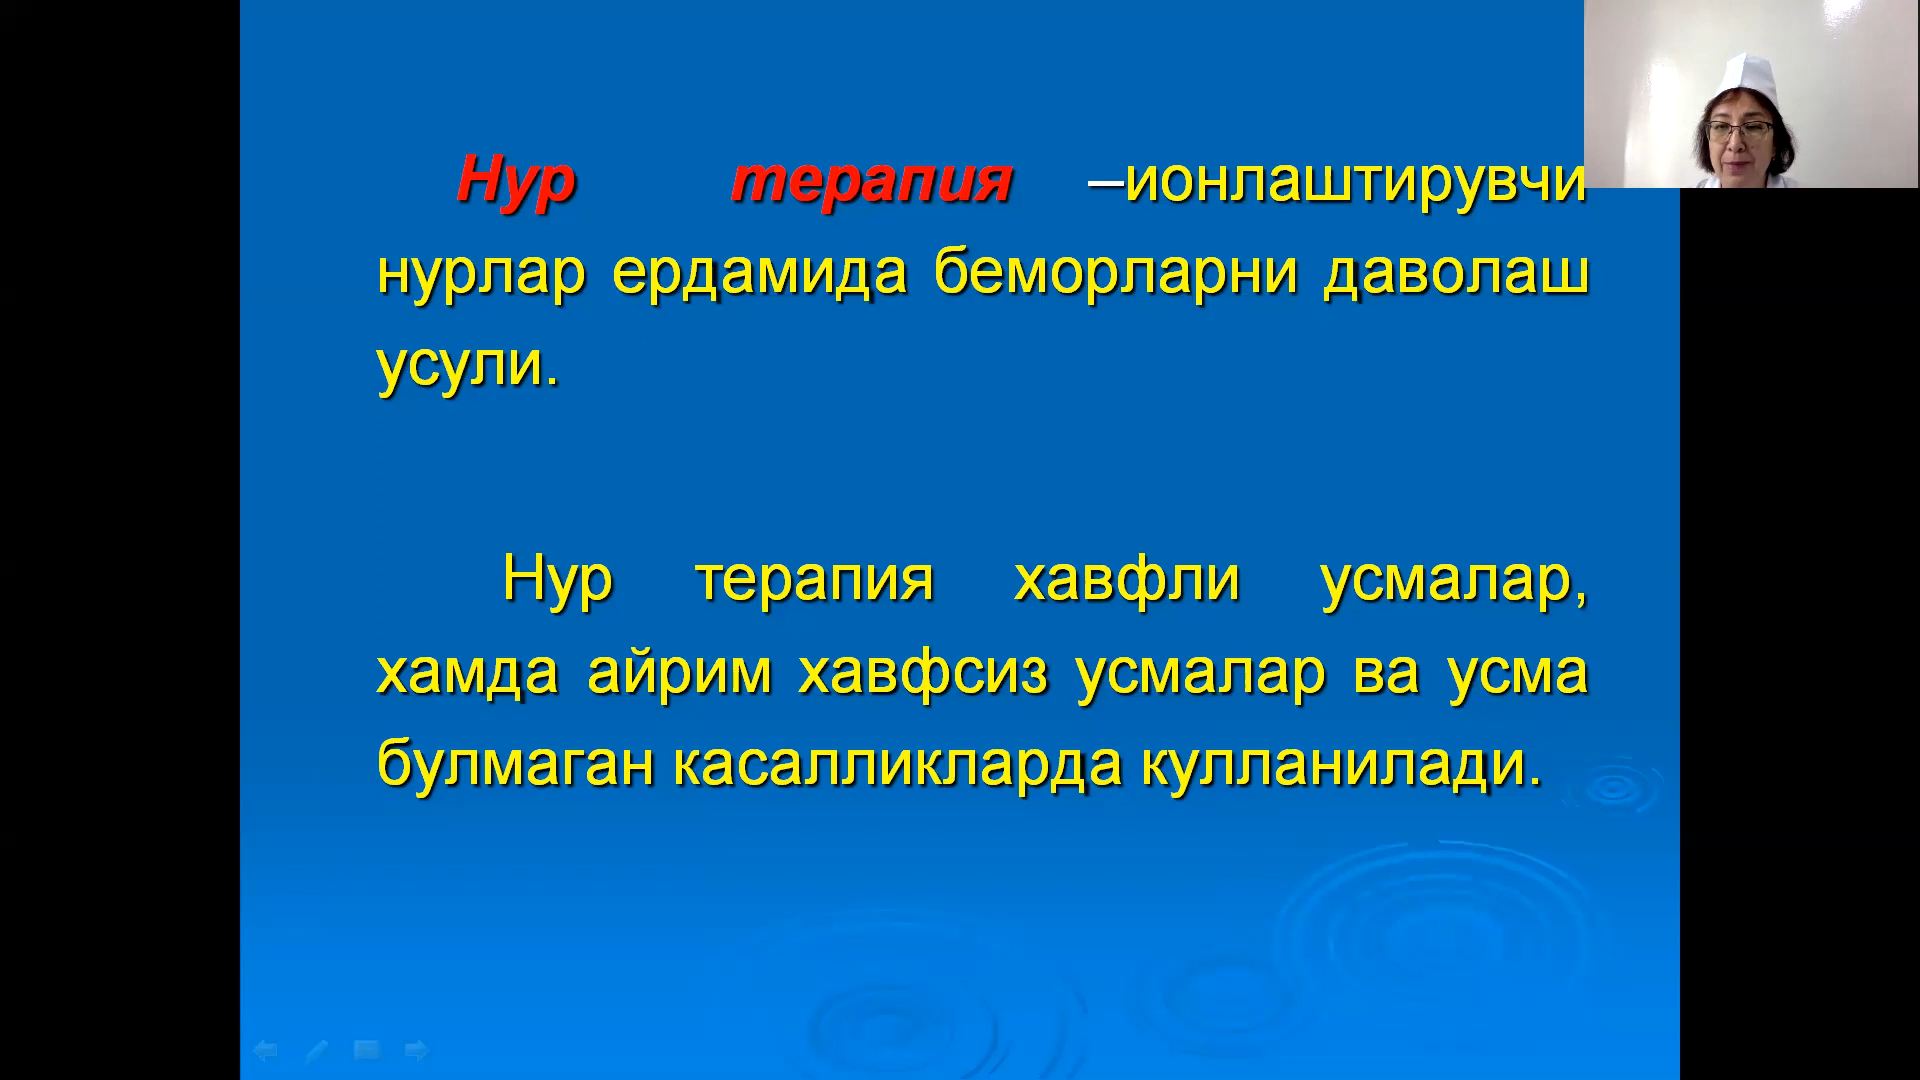 Нур терапия –ионлаштирувчи
нурлар ердамида беморларни даволаш
усули.
Нур терапия хавфли усмалар,
хамда айрим хавфсиз усмалар ва усма
булмаган касалликларда кулланилади.